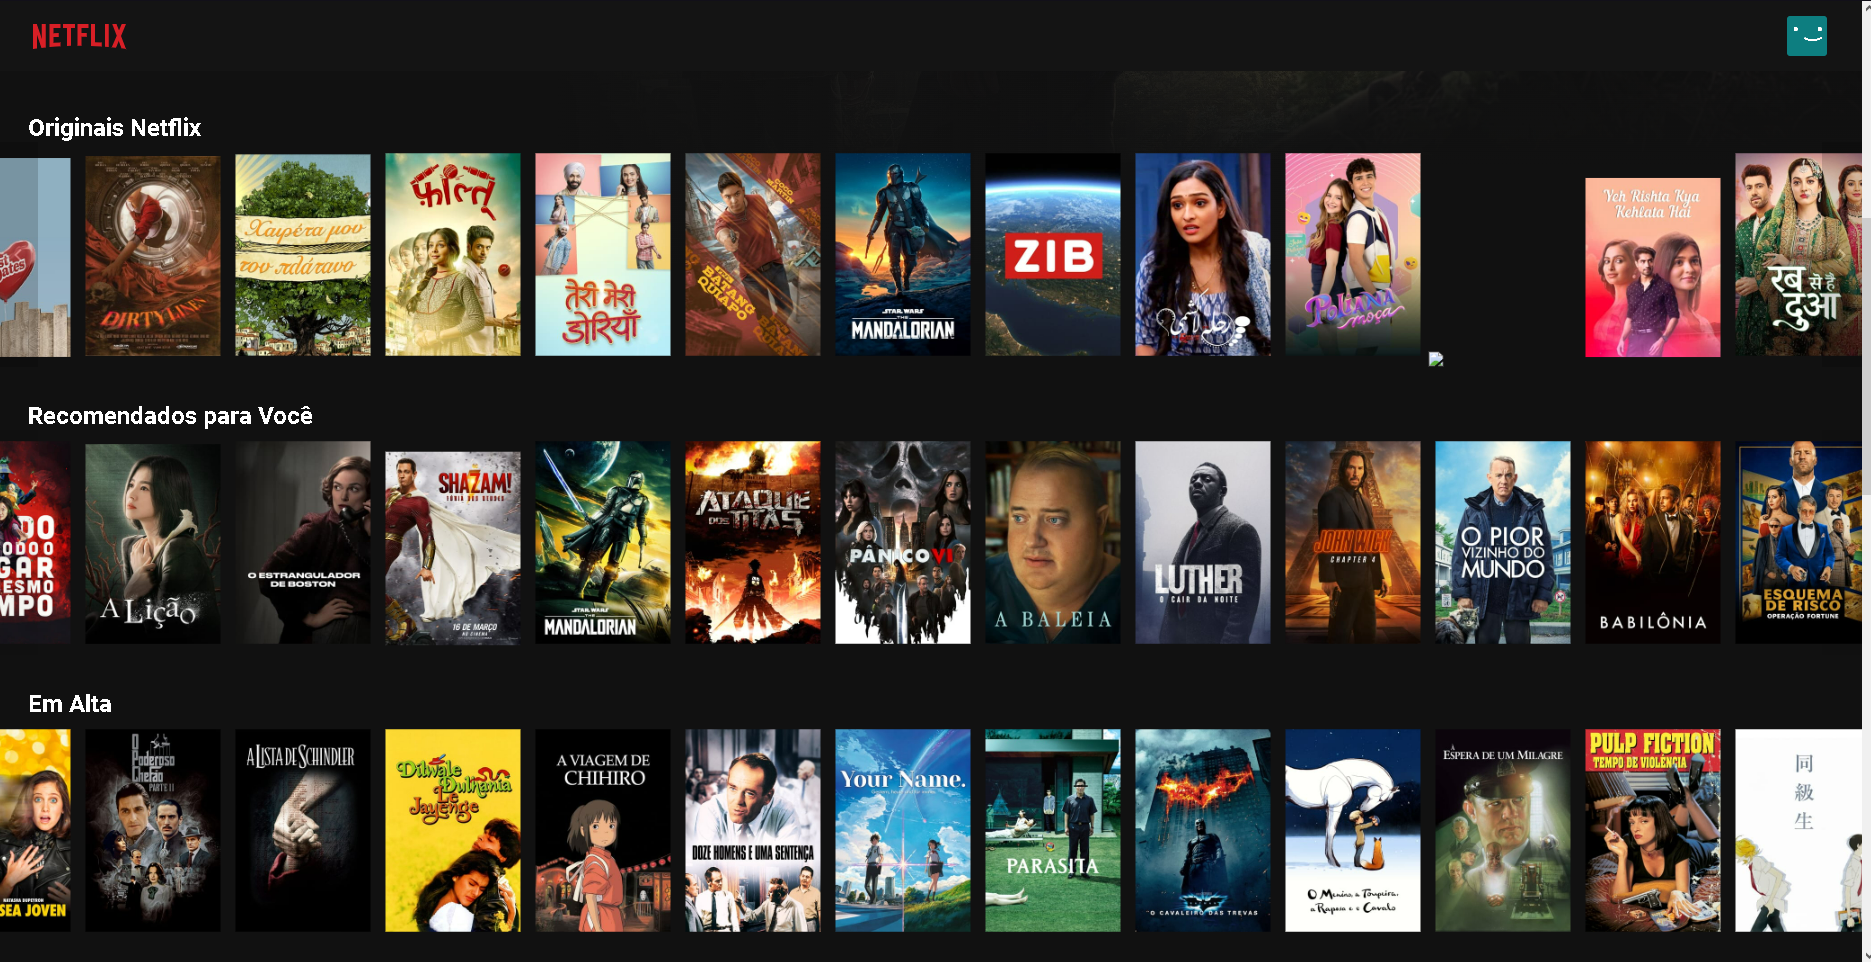 NETFLIX
Originais Netflix
DIRTY LINES
Χαιρέτα μου
τον πλάτανο
फ़ालतू
तेरी मेरी
डोरियाँ
COCO
MARTIN
BATANG
QUIAPO
STAR WARS
THE
MANDALORIAN
ZIB
POLIANA
moça
Yeh Rishta Kya
Kehlata Hai
रब से है
दुआ
Recomendados para Você
A Lição
O ESTRANGULADOR
DE BOSTON
SHAZAM!
FÚRIA DOS DEUSES
16 DE MARÇO
NO CINEMA
STAR WARS
THE
MANDALORIAN
ATAQUE
DOS TITÃS
PÂNICO VI
A BALEIA
LUTHER
O CAIR DA NOITE
JOHN WICK
CHAPTER 4
O PIOR
VIZINHO DO
MUNDO
BABILÔNIA
ESQUEMA
DE RISCO
OPERAÇÃO FORTUNE
Em Alta
SEA JOVEN
O
Poderoso
Chefão
PARTE II
A LISTA DE SCHINDLER
Dilwale
Dulhania
Le
Jayenge
A VIAGEM DE
CHIHIRO
DOZE HOMENS E UMA SENTENÇA
Your Name.
PARASITA
O CAVALEIRO DAS TREVAS
O Menino, a Toupeira,
a Raposa e o Cavalo
À
ESPERA DE UM MILAGRE
PULP FICTION
TEMPO DE VIOLÊNCIA
同
級
生